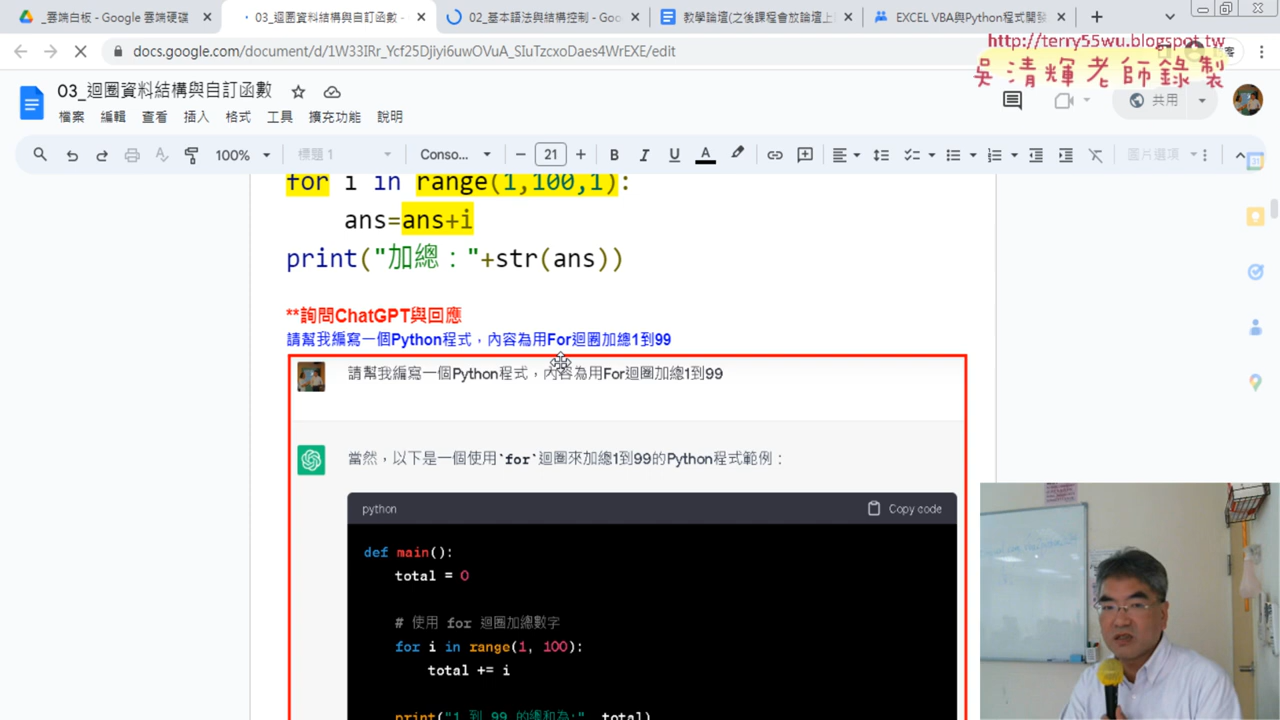 _雲端白板 - Google 雲端硬碟
03_迴圈資料結構與自訂函數 -
02_基本語法與結構控制 - Goo
教學論壇(之後課程會放論壇上
EXCEL VBA與Python程式開發
docs.google.com/document/d/1W33IRr_Ycf25Djiyi6uwOVuA_SIuTzcxoDaes4WrEXE/edit
http://terry55wu.blogspot.tw
吳清輝老師錄製
03_迴圈資料結構與自訂函數
檔案 編輯 查看 插入 格式 工具 擴充功能 說明
共用
100% 標題 1 Conso... 21 B I U A 圖片選項
for i in range(1,100,1):
ans=ans+i
print("加總："+str(ans))
**詢問ChatGPT與回應
請幫我編寫一個Python程式，內容為用For迴圈加總1到99
請幫我編寫一個Python程式，內容為用For迴圈加總1到99
當然，以下是一個使用`for`迴圈來加總1到99的Python程式範例：
python
Copy code
def main():
total = 0
# 使用 for 迴圈加總數字
for i in range(1, 100):
total += i
print("1 到 99 的總和為:", total)